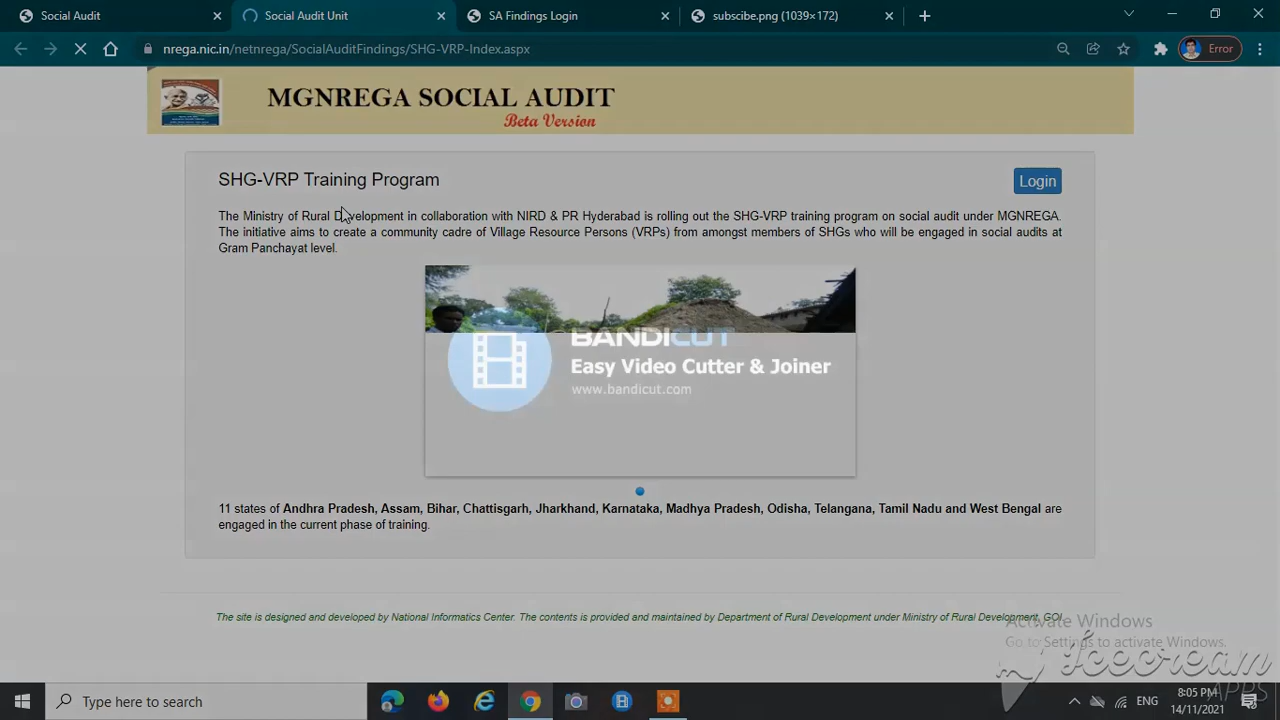 Social Audit
Social Audit Unit
SA Findings Login
subscibe.png (1039×172)
nrega.nic.in/netnrega/SocialAuditFindings/SHG-VRP-Index.aspx
Error
MGNREGA SOCIAL AUDIT
Beta Version
SHG-VRP Training Program
Login
The Ministry of Rural Development in collaboration with NIRD & PR Hyderabad is rolling out the SHG-VRP training program on social audit under MGNREGA.
The initiative aims to create a community cadre of Village Resource Persons (VRPs) from amongst members of SHGs who will be engaged in social audits at
Gram Panchayat level.
BANDICUT
Easy Video Cutter & Joiner
www.bandicut.com
11 states of Andhra Pradesh, Assam, Bihar, Chattisgarh, Jharkhand, Karnataka, Madhya Pradesh, Odisha, Telangana, Tamil Nadu and West Bengal are
engaged in the current phase of training.
The site is designed and developed by National Informatics Center. The contents is provided and maintained by Department of Rural Development under Ministry of Rural Development, GOI
Activate Windows
Go to Settings to activate Windows.
Icecream
APPS
Type here to search
ENG
8:05 PM
14/11/2021